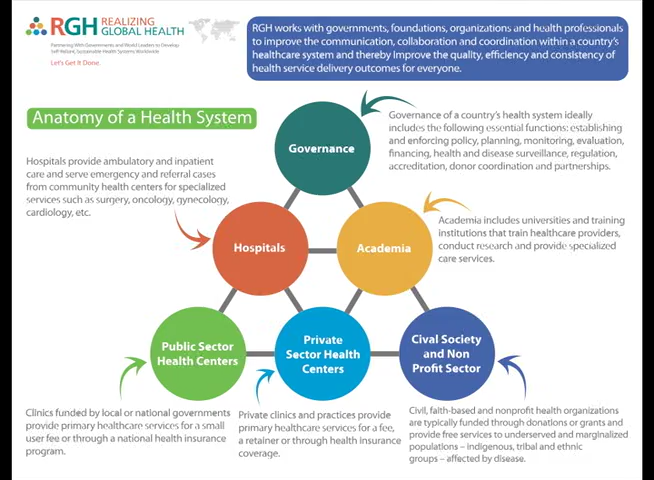 RGH REALIZING
GLOBAL HEALTH
Partnering With Governments and World Leaders to Develop
Self-Reliant, Sustainable Health Systems Worldwide
Let's Get It Done.
RGH works with governments, foundations, organizations and health professionals
to improve the communication, collaboration and coordination within a country's
healthcare system and thereby improve the quality, efficiency and consistency of
health service delivery outcomes for everyone.
Anatomy of a Health System
Governance
Governance of a country's health system ideally
includes the following essential functions: establishing
and enforcing policy, planning, monitoring, evaluation,
financing, health and disease surveillance, regulation,
accreditation, donor coordination and partnerships.
Hospitals provide ambulatory and inpatient
care and serve emergency and referral cases
from community health centers for specialized
services such as surgery, oncology, gynecology,
cardiology, etc.
Hospitals
Academia
Academia includes universities and training
institutions that train healthcare providers,
conduct research and provide specialized
care services.
Public Sector
Health Centers
Private
Sector Health
Centers
Cival Society
and Non
Profit Sector
Clinics funded by local or national governments
provide primary healthcare services for a small
user fee or through a national health insurance
program.
Private clinics and practices provide
primary healthcare services for a fee,
a retainer or through health insurance
coverage.
Civil, faith-based and nonprofit health organizations
are typically funded through donations or grants and
provide free services to underserved and marginalized
populations – indigenous, tribal and ethnic
groups – affected by disease.